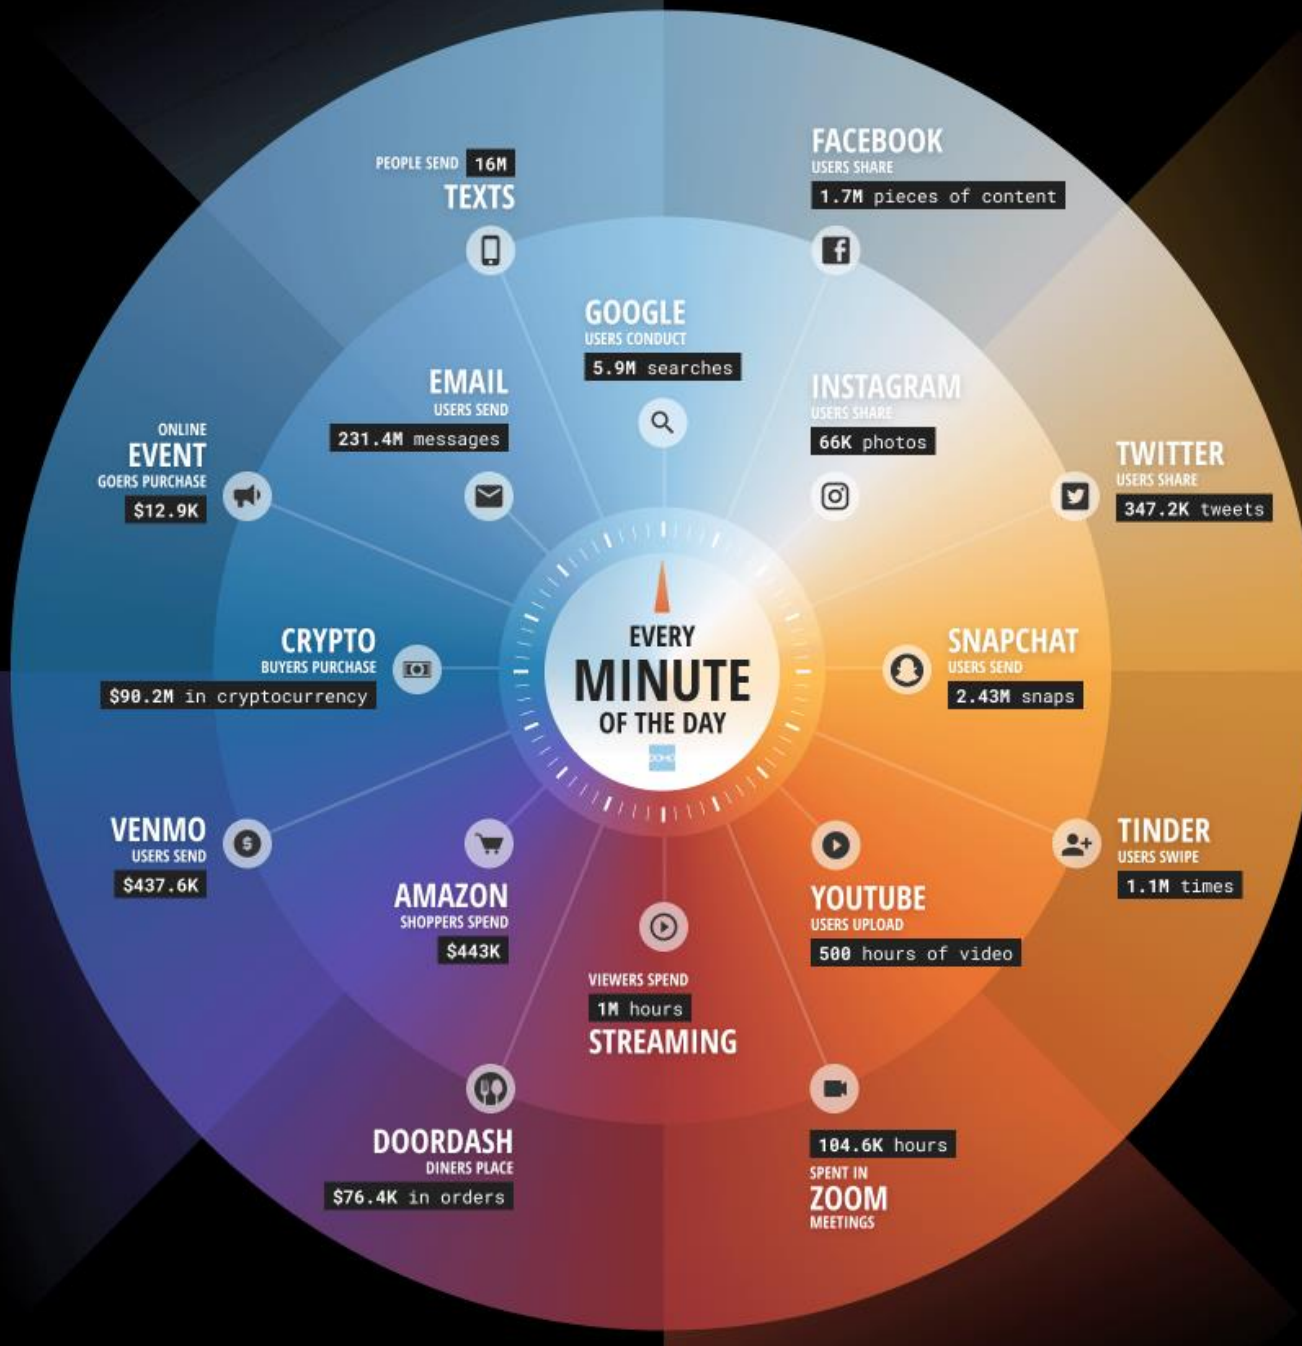 PEOPLE SEND 16M
TEXTS
FACEBOOK
USERS SHARE
1.7M pieces of content
GOOGLE
USERS CONDUCT
5.9M searches
EMAIL
USERS SEND
231.4M messages
INSTAGRAM
USERS SHARE
66K photos
ONLINE
EVENT
GOERS PURCHASE
$12.9K
TWITTER
USERS SHARE
347.2K tweets
CRYPTO
BUYERS PURCHASE
$90.2M in cryptocurrency
EVERY
MINUTE
OF THE DAY
DOMO
SNAPCHAT
USERS SEND
2.43M snaps
VENMO
USERS SEND
$437.6K
AMAZON
SHOPPERS SPEND
$443K
VIEWERS SPEND
1M hours
STREAMING
YOUTUBE
USERS UPLOAD
500 hours of video
TINDER
USERS SWIPE
1.1M times
DOORDASH
DINERS PLACE
$76.4K in orders
104.6K hours
SPENT IN
ZOOM
MEETINGS